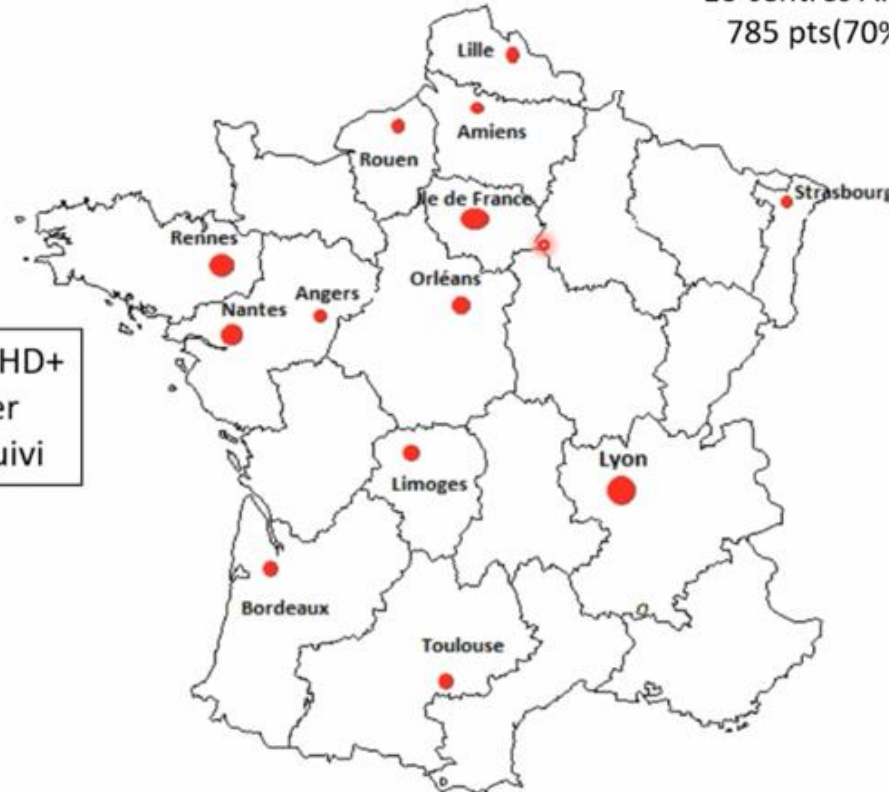 785 pts(70%
Lille
Amiens
Rouen
Ile de France
Strasbourg
Rennes
Orléans
Angers
Nantes
HD+
er
uivi
Lyon
Limoges
Bordeaux
Toulouse